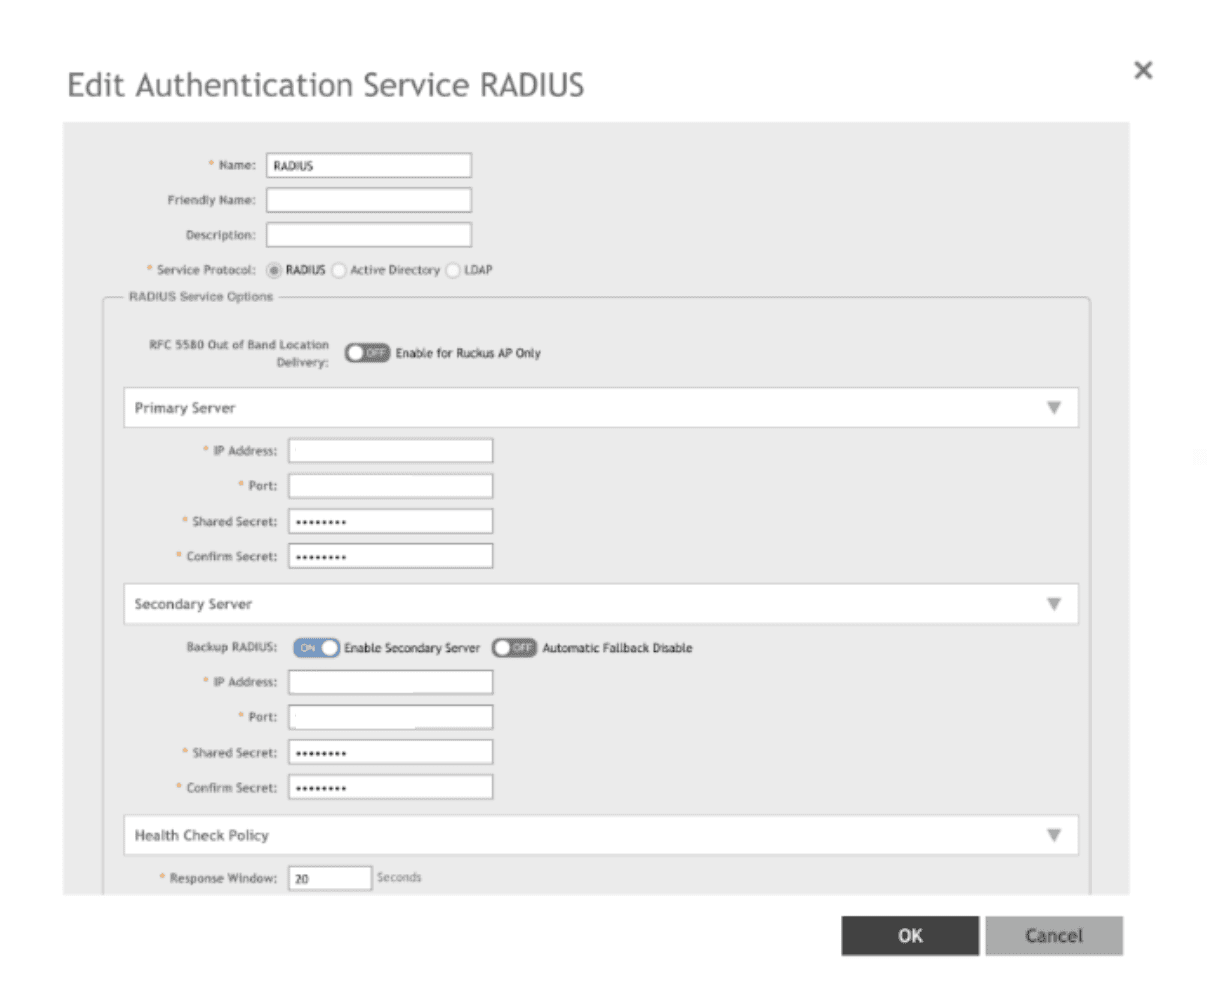 Edit Authentication Service RADIUS
* Name: RADIUS
Friendly Name:
Description:
* Service Protocol: RADIUS Active Directory LDAP
RADIUS Service Options
RFC 5580 Out of Band Location
Delivery: OFF Enable for Ruckus AP Only
Primary Server
* IP Address:
* Port:
* Shared Secret: ••••••••
* Confirm Secret: ••••••••
Secondary Server
Backup RADIUS: ON Enable Secondary Server OFF Automatic Fallback Disable
* IP Address:
* Port:
* Shared Secret: ••••••••
* Confirm Secret: ••••••••
Health Check Policy
* Response Window: 20 Seconds
OK Cancel